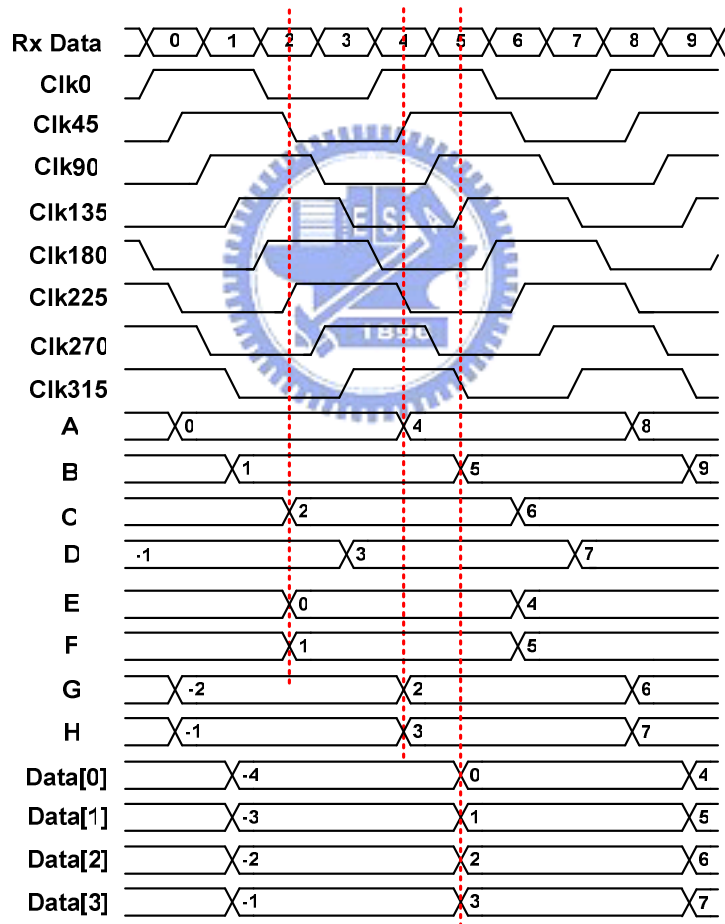 Rx Data 0 1 2 3 4 5 6 7 8 9
Clk0
Clk45
Clk90
Clk135
Clk180
Clk225
Clk270
Clk315
A 0 4 8
B 1 5 9
C 2 6
D -1 3 7
E 0 4
F 1 5
G -2 2 6
H -1 3 7
Data[0] -4 0 4
Data[1] -3 1 5
Data[2] -2 2 6
Data[3] -1 3 7
ESA
1896